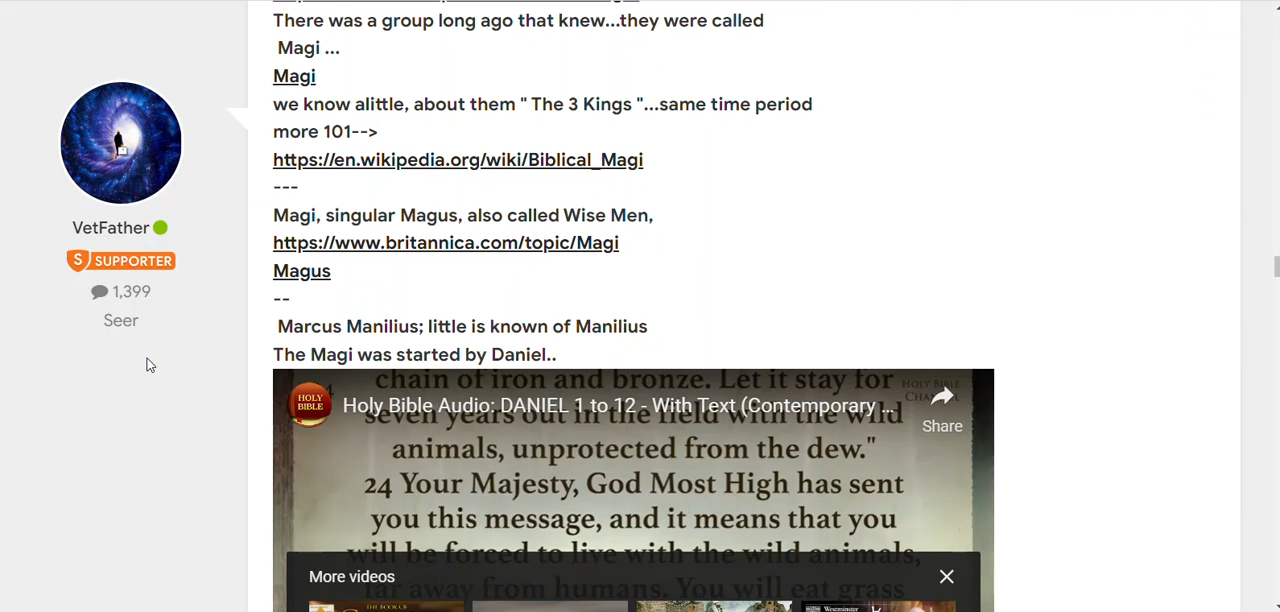 There was a group long ago that knew...they were called
Magi ...
Magi
we know alittle, about them " The 3 Kings "...same time period
more 101-->
https://en.wikipedia.org/wiki/Biblical_Magi
---
Magi, singular Magus, also called Wise Men,
https://www.britannica.com/topic/Magi
Magus
--
Marcus Manilius; little is known of Manilius
The Magi was started by Daniel..
VetFather
S SUPPORTER
1,399
Seer
chain of iron and bronze. Let it stay for
HOLY BIBLE
HOLY BIBLE
Holy Bible Audio: DANIEL 1 to 12 - With Text (Contemporary ...
Share
seven years out in the field with the wild
animals, unprotected from the dew."
24 Your Majesty, God Most High has sent
you this message, and it means that you
will be forced to live with the wild animals,
More videos
far away from humans. You will eat grass
THE BOOK OF
Westminster